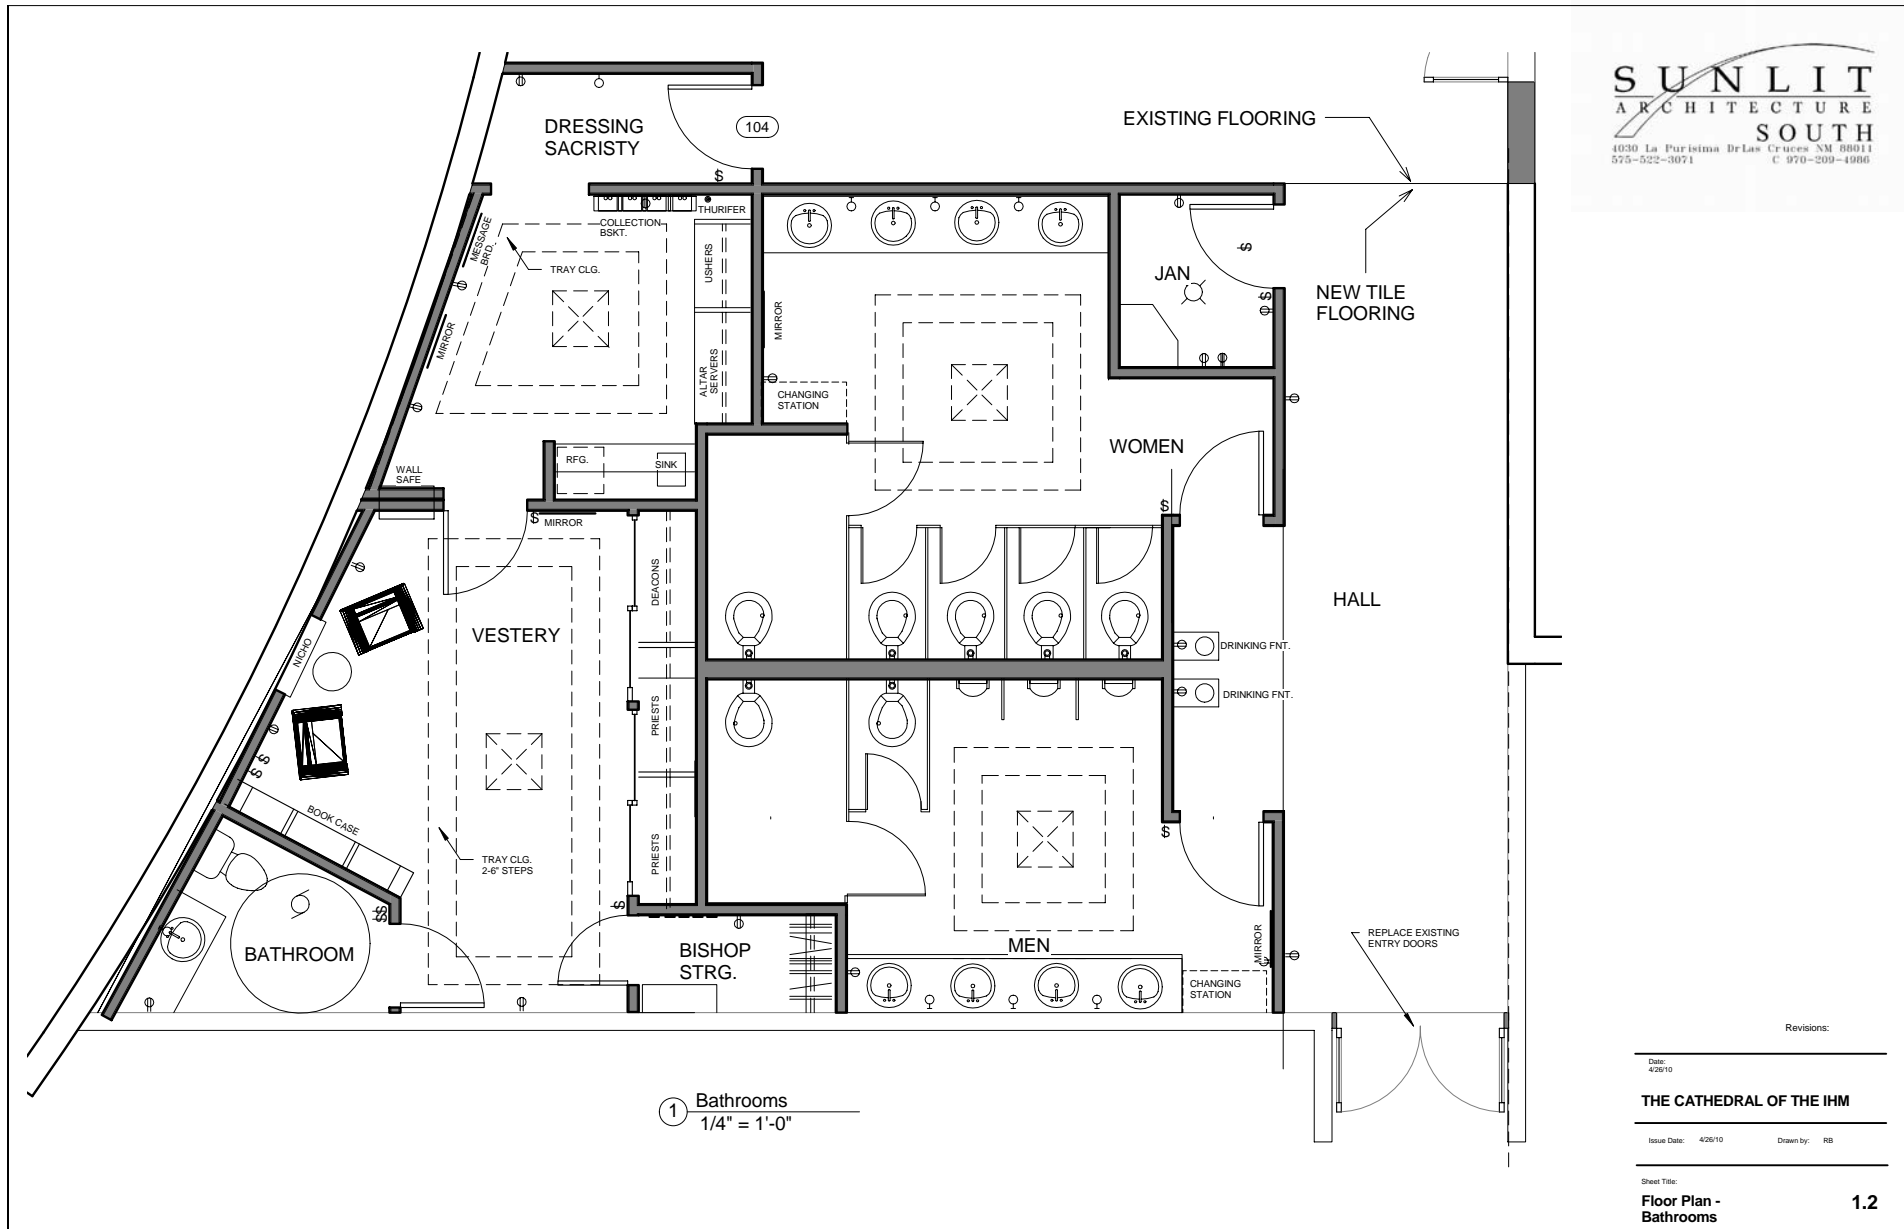 SUNLIT
ARCHITECTURE
SOUTH
4030 La Purisima Dr Las Cruces NM 88011
575-522-3071 C 970-209-4986
DRESSING
SACRISTY
104
EXISTING FLOORING
NEW TILE
FLOORING
THURIFER
COLLECTION
BSKT.
MESSAGE
BRD.
TRAY CLG.
USHERS
MIRROR
ALTAR
SERVERS
MIRROR
JAN
CHANGING
STATION
WOMEN
WALL
SAFE
RFG.
SINK
$ MIRROR
DEACONS
VESTERY
NICHO
HALL
DRINKING FNT.
DRINKING FNT.
PRIESTS
BOOK CASE
TRAY CLG.
2-6" STEPS
PRIESTS
BATHROOM
BISHOP
STRG.
MEN
MIRROR
CHANGING
STATION
REPLACE EXISTING
ENTRY DOORS
1 Bathrooms
1/4" = 1'-0"
Revisions:
Date:
4/26/10
THE CATHEDRAL OF THE IHM
Issue Date: 4/26/10 Drawn by: RB
Sheet Title:
Floor Plan - 1.2
Bathrooms